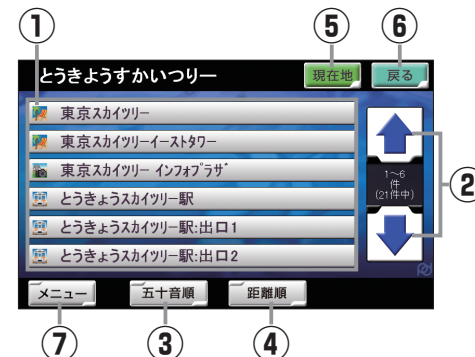 ① ⑤ ⑥
とうきょうすかいつりー 現在地 戻る
東京スカイツリー
東京スカイツリーイーストタワー
東京スカイツリー インフォプラザ
とうきょうスカイツリー駅
とうきょうスカイツリー駅:出口1
とうきょうスカイツリー駅:出口2
1~6
件
(21件中)
②
メニュー 五十音順 距離順
⑦ ③ ④